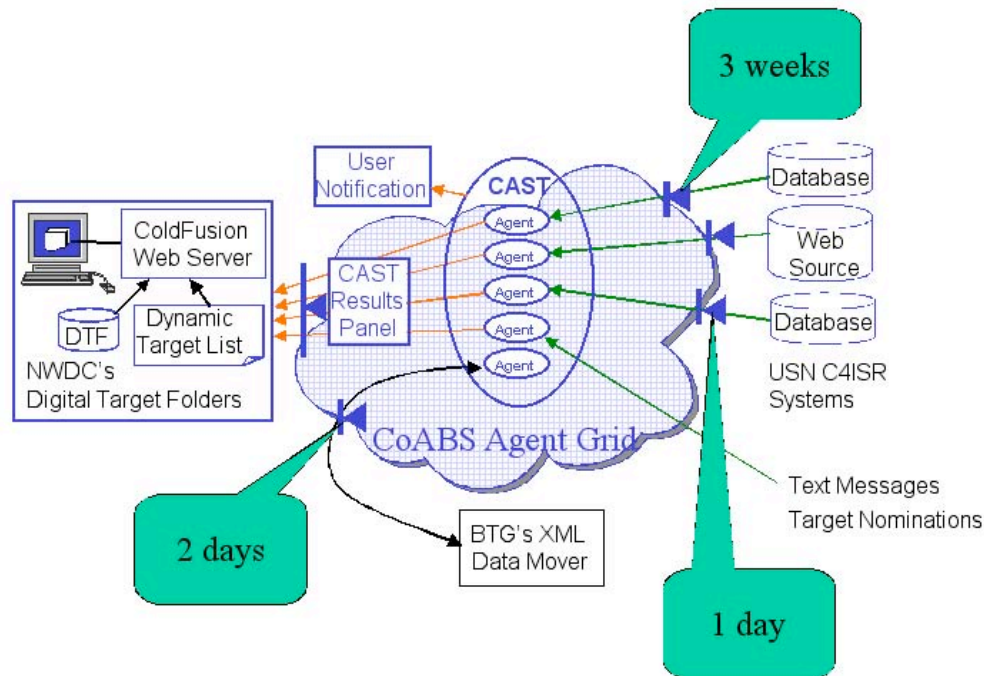 3 weeks
User
Notification
CAST
Database
Agent
ColdFusion
Web Server
Agent
Web
Source
CAST
Results
Panel
Agent
DTF
Dynamic
Target List
Agent
Database
NWDC's
Digital Target Folders
Agent
USN C4ISR
Systems
CoABS Agent Grid
Text Messages
Target Nominations
2 days
BTG's XML
Data Mover
1 day